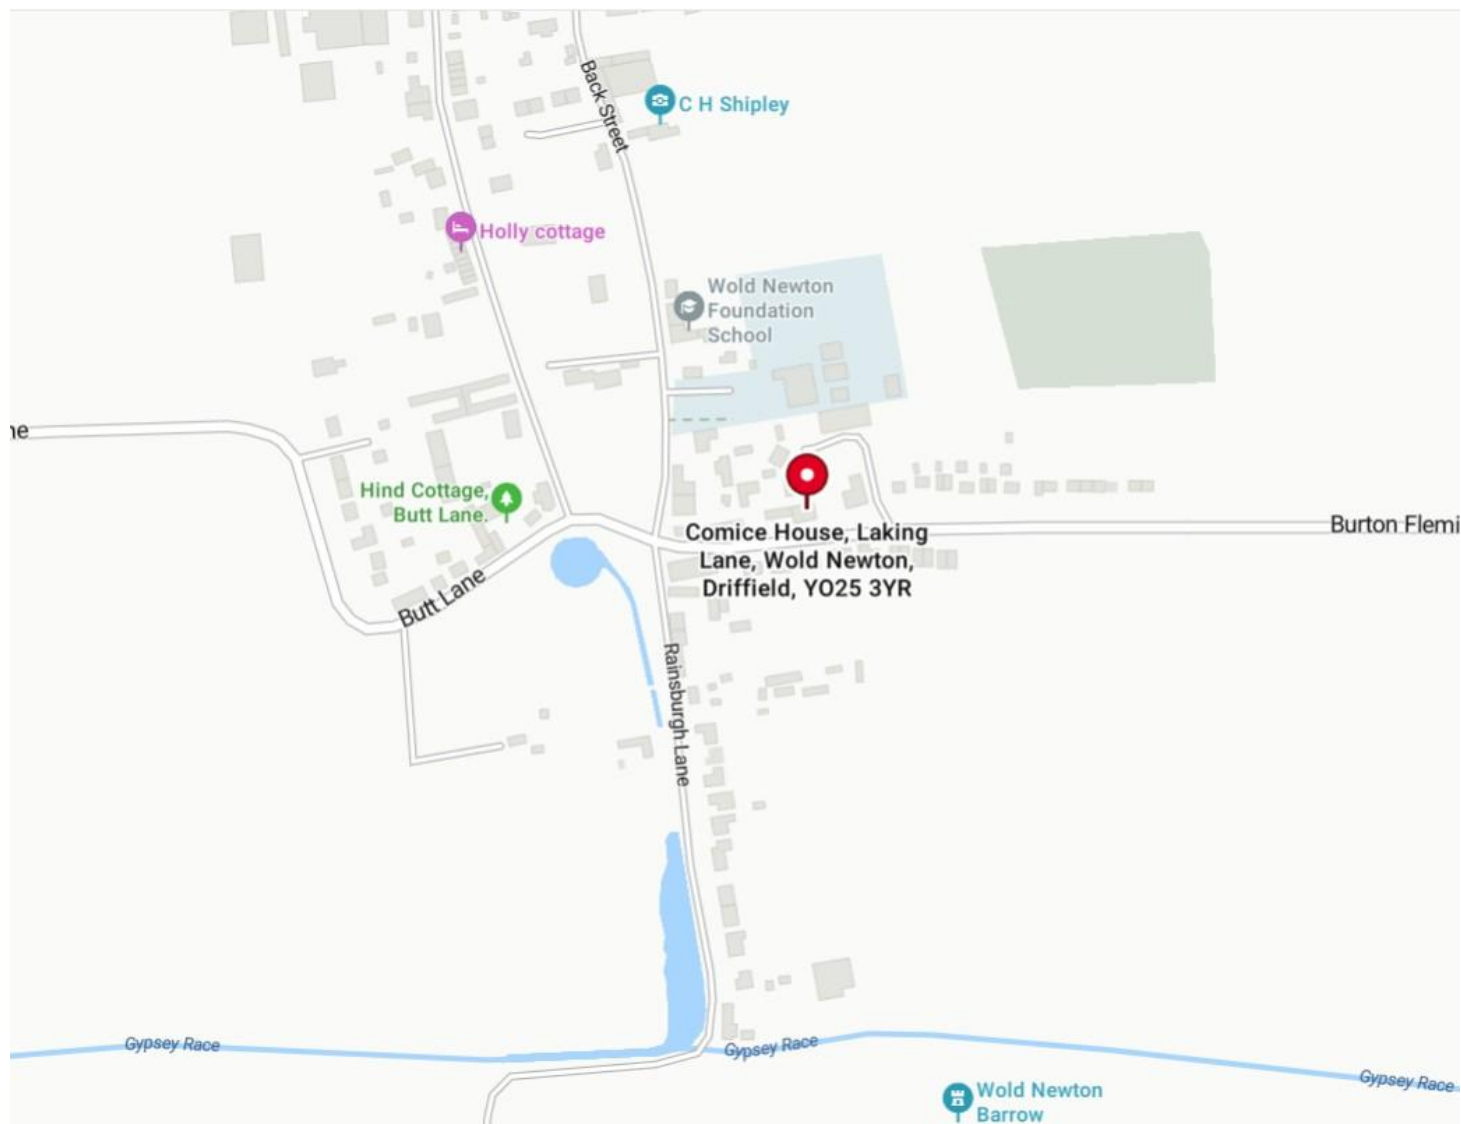 Back Street
C H Shipley
Holly cottage
Wold Newton
Foundation
School
ne
Hind Cottage,
Butt Lane.
Comice House, Laking
Lane, Wold Newton,
Driffield, YO25 3YR
Burton Flemi
Butt Lane
Rainsburgh Lane
Gypsey Race
Gypsey Race
Gypsey Race
Wold Newton
Barrow